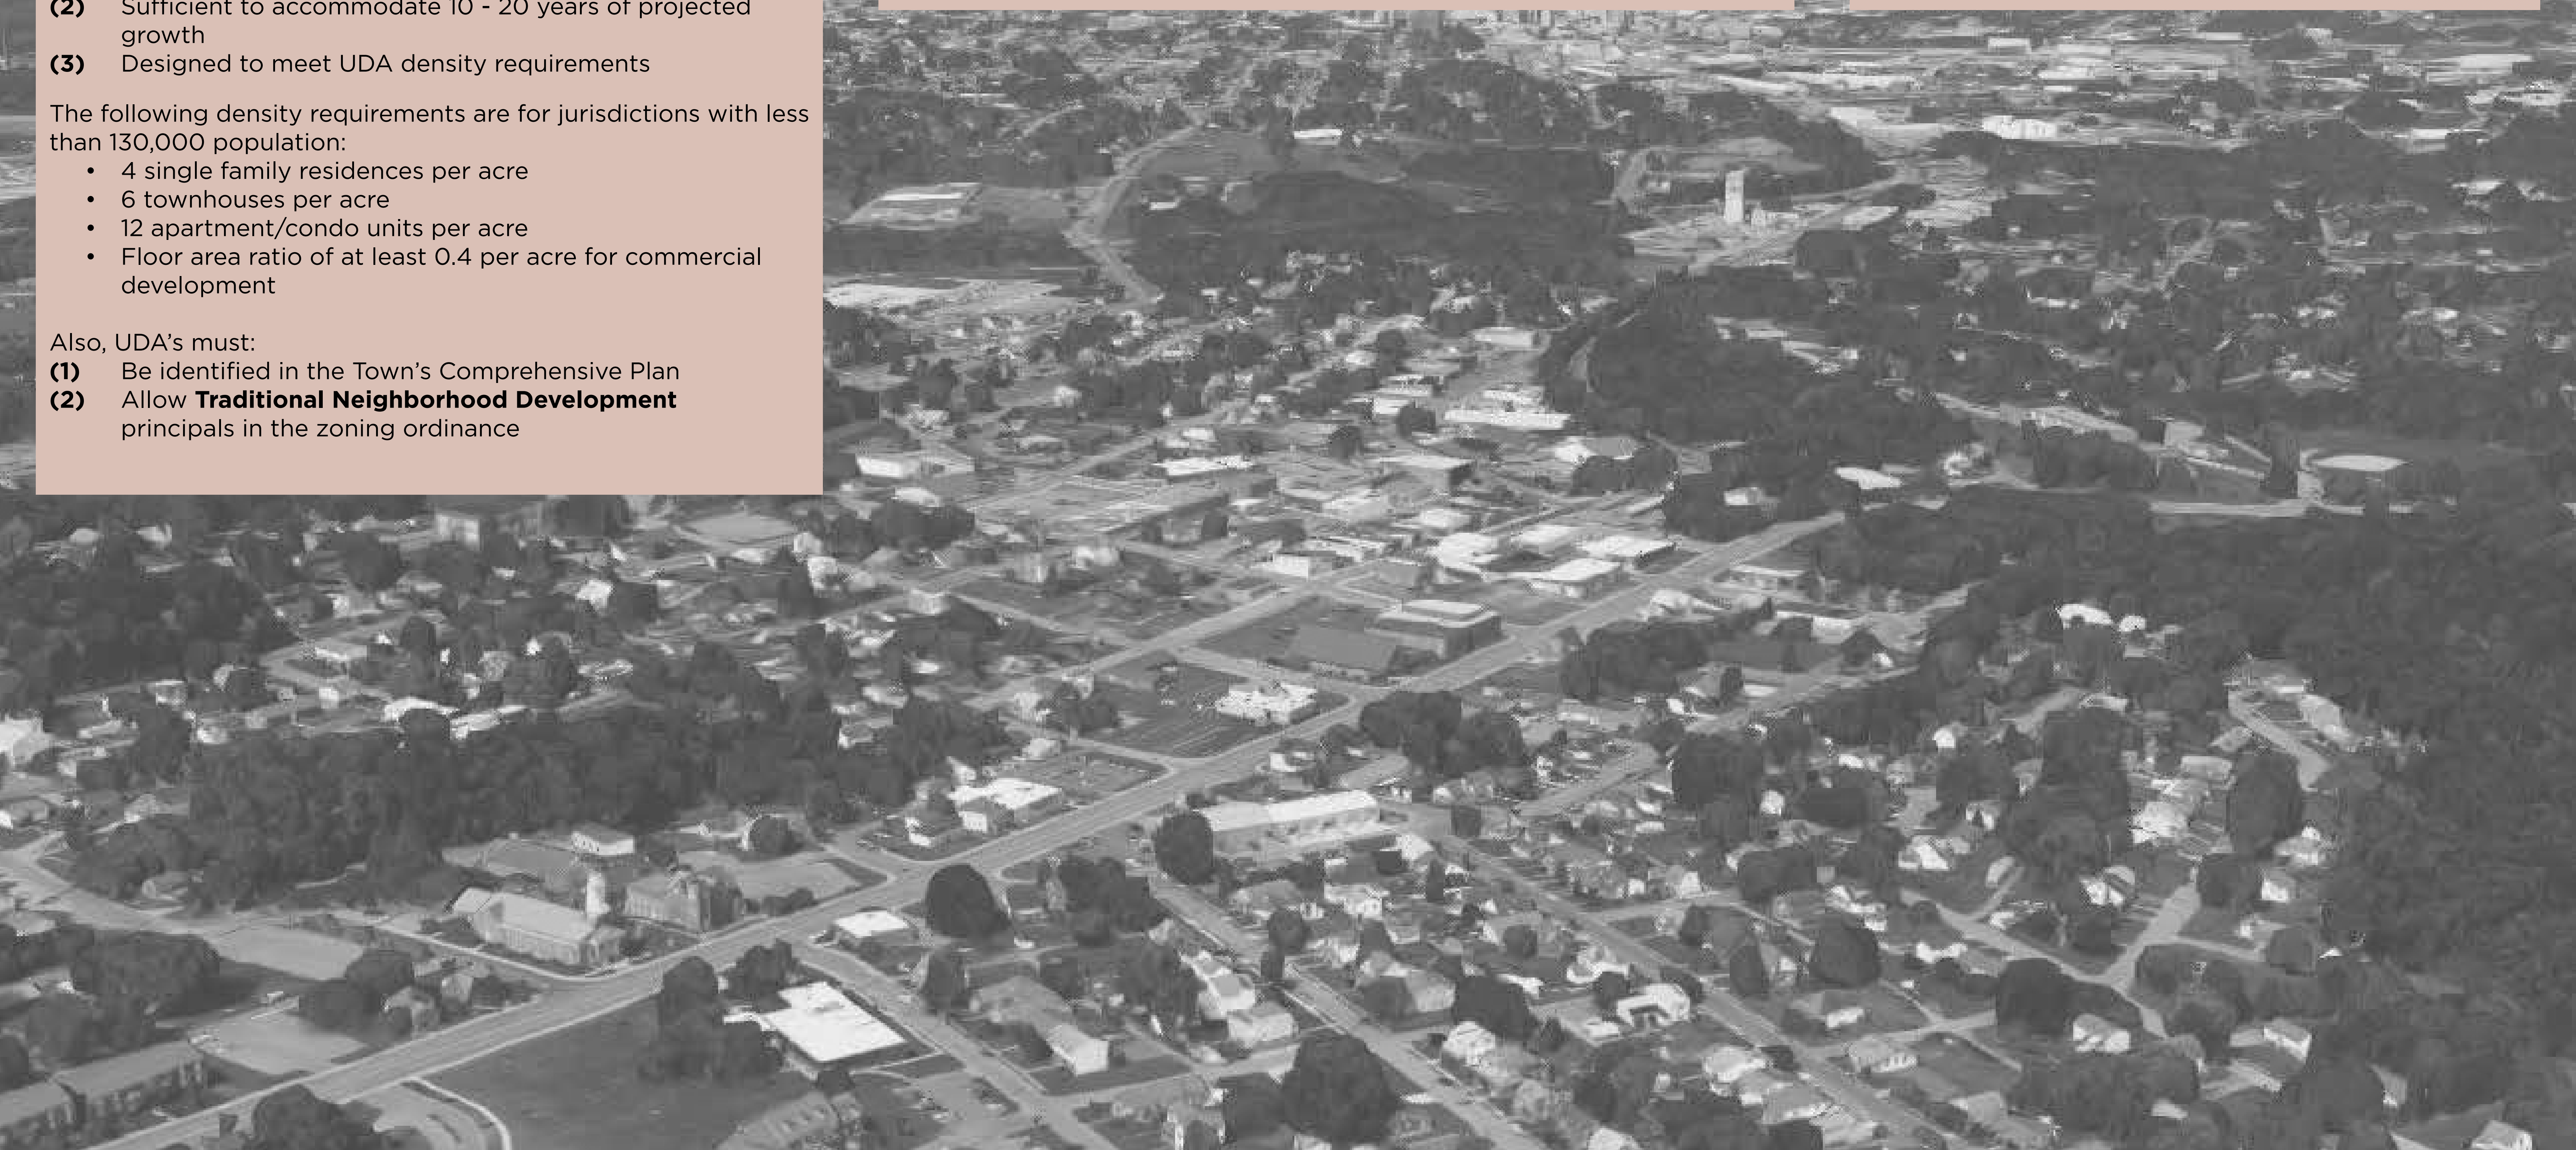 (2) Sufficient to accommodate 10 - 20 years of projected
growth
(3) Designed to meet UDA density requirements
The following density requirements are for jurisdictions with less
than 130,000 population:
• 4 single family residences per acre
• 6 townhouses per acre
• 12 apartment/condo units per acre
• Floor area ratio of at least 0.4 per acre for commercial
development
Also, UDA’s must:
(1) Be identified in the Town’s Comprehensive Plan
(2) Allow Traditional Neighborhood Development
principals in the zoning ordinance